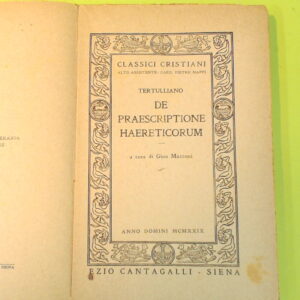 CLASSICI CRISTIANI
ALTO ASSISTENTE: CARD. PIETRO MAFFI
TERTULLIANO
DE
PRAESCRIPTIONE
HAERETICORUM
a cura di Gino Mazzoni
ANNO DOMINI MCMXXIX
EZIO CANTAGALLI - SIENA